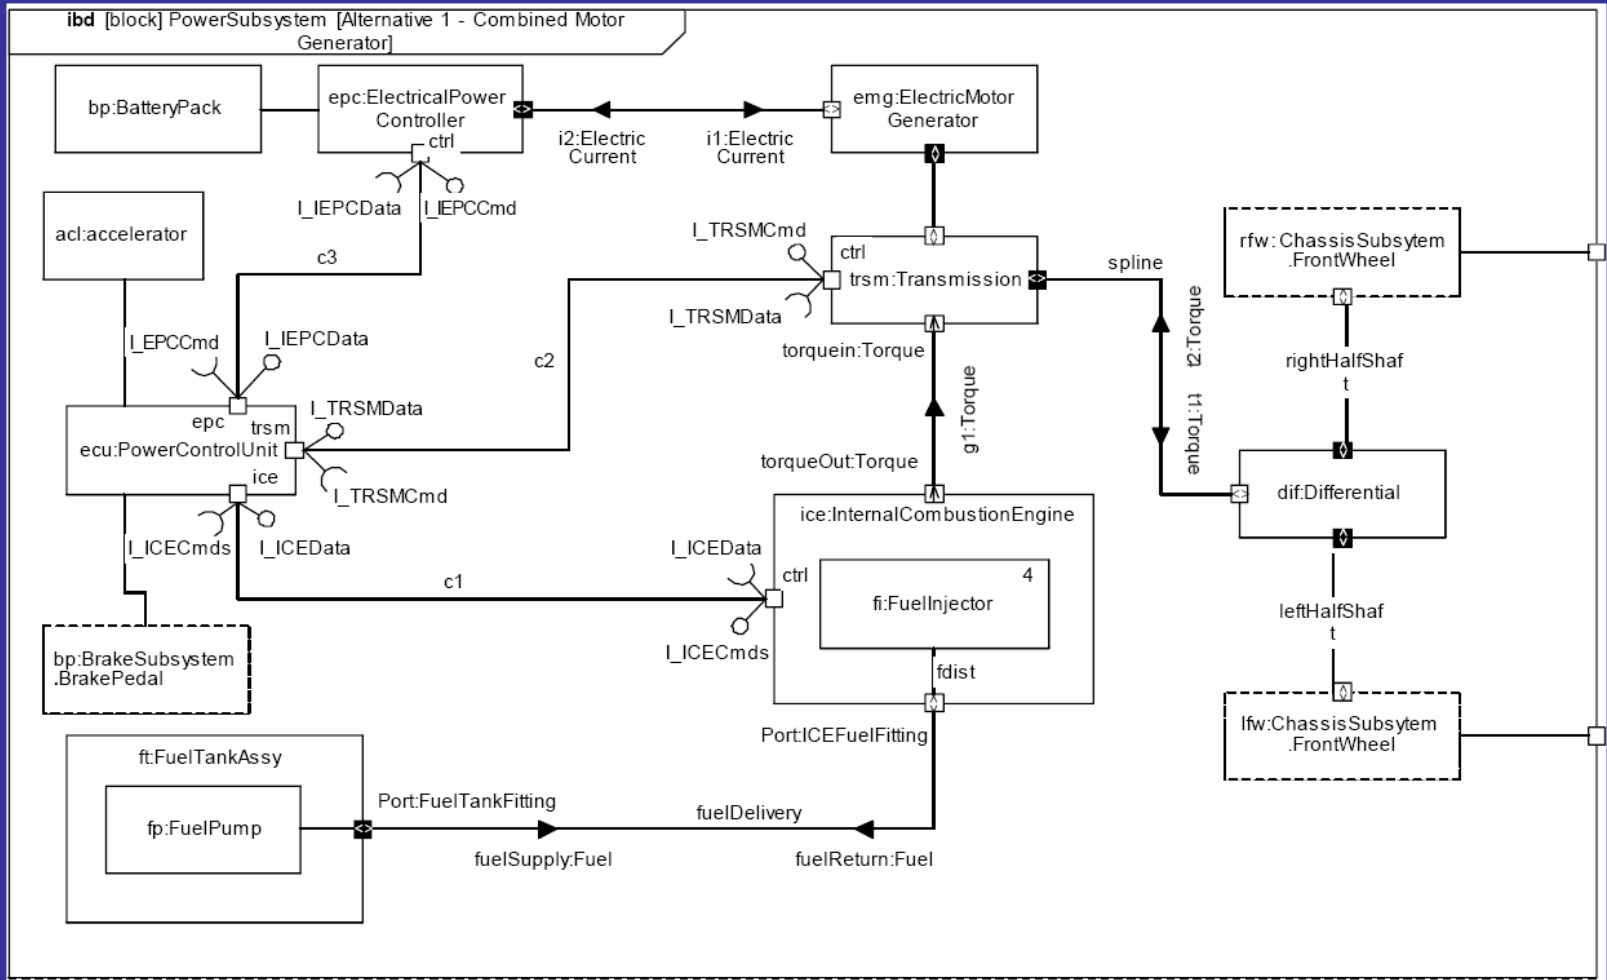 ibd [block] PowerSubsystem [Alternative 1 - Combined Motor
Generator]
bp:BatteryPack
epc:ElectricalPower
Controller
ctrl
i2:Electric
Current
i1:Electric
Current
emg:ElectricMotor
Generator
I_IEPCData
I_IEPCCmd
acl:accelerator
c3
I_TRSMCmd
ctrl
trsm:Transmission
I_TRSMData
spline
rfw: ChassisSubsytem
.FrontWheel
I_EPCCmd
I_IEPCData
c2
torquein:Torque
t2:Torque
rightHalfShaf
t
epc
trsm
I_TRSMData
ecu:PowerControlUnit
ice
I_TRSMCmd
g1:Torque
t1:Torque
torqueOut:Torque
dif:Differential
I_ICECmds
I_ICEData
ice:InternalCombustionEngine
I_ICEData
ctrl
4
c1
fi:FuelInjector
leftHalfShaf
t
I_ICECmds
bp:BrakeSubsystem
.BrakePedal
fdist
Port:ICEFuelFitting
lfw:ChassisSubsytem
.FrontWheel
ft:FuelTankAssy
fp:FuelPump
Port:FuelTankFitting
fuelDelivery
fuelSupply:Fuel
fuelReturn:Fuel